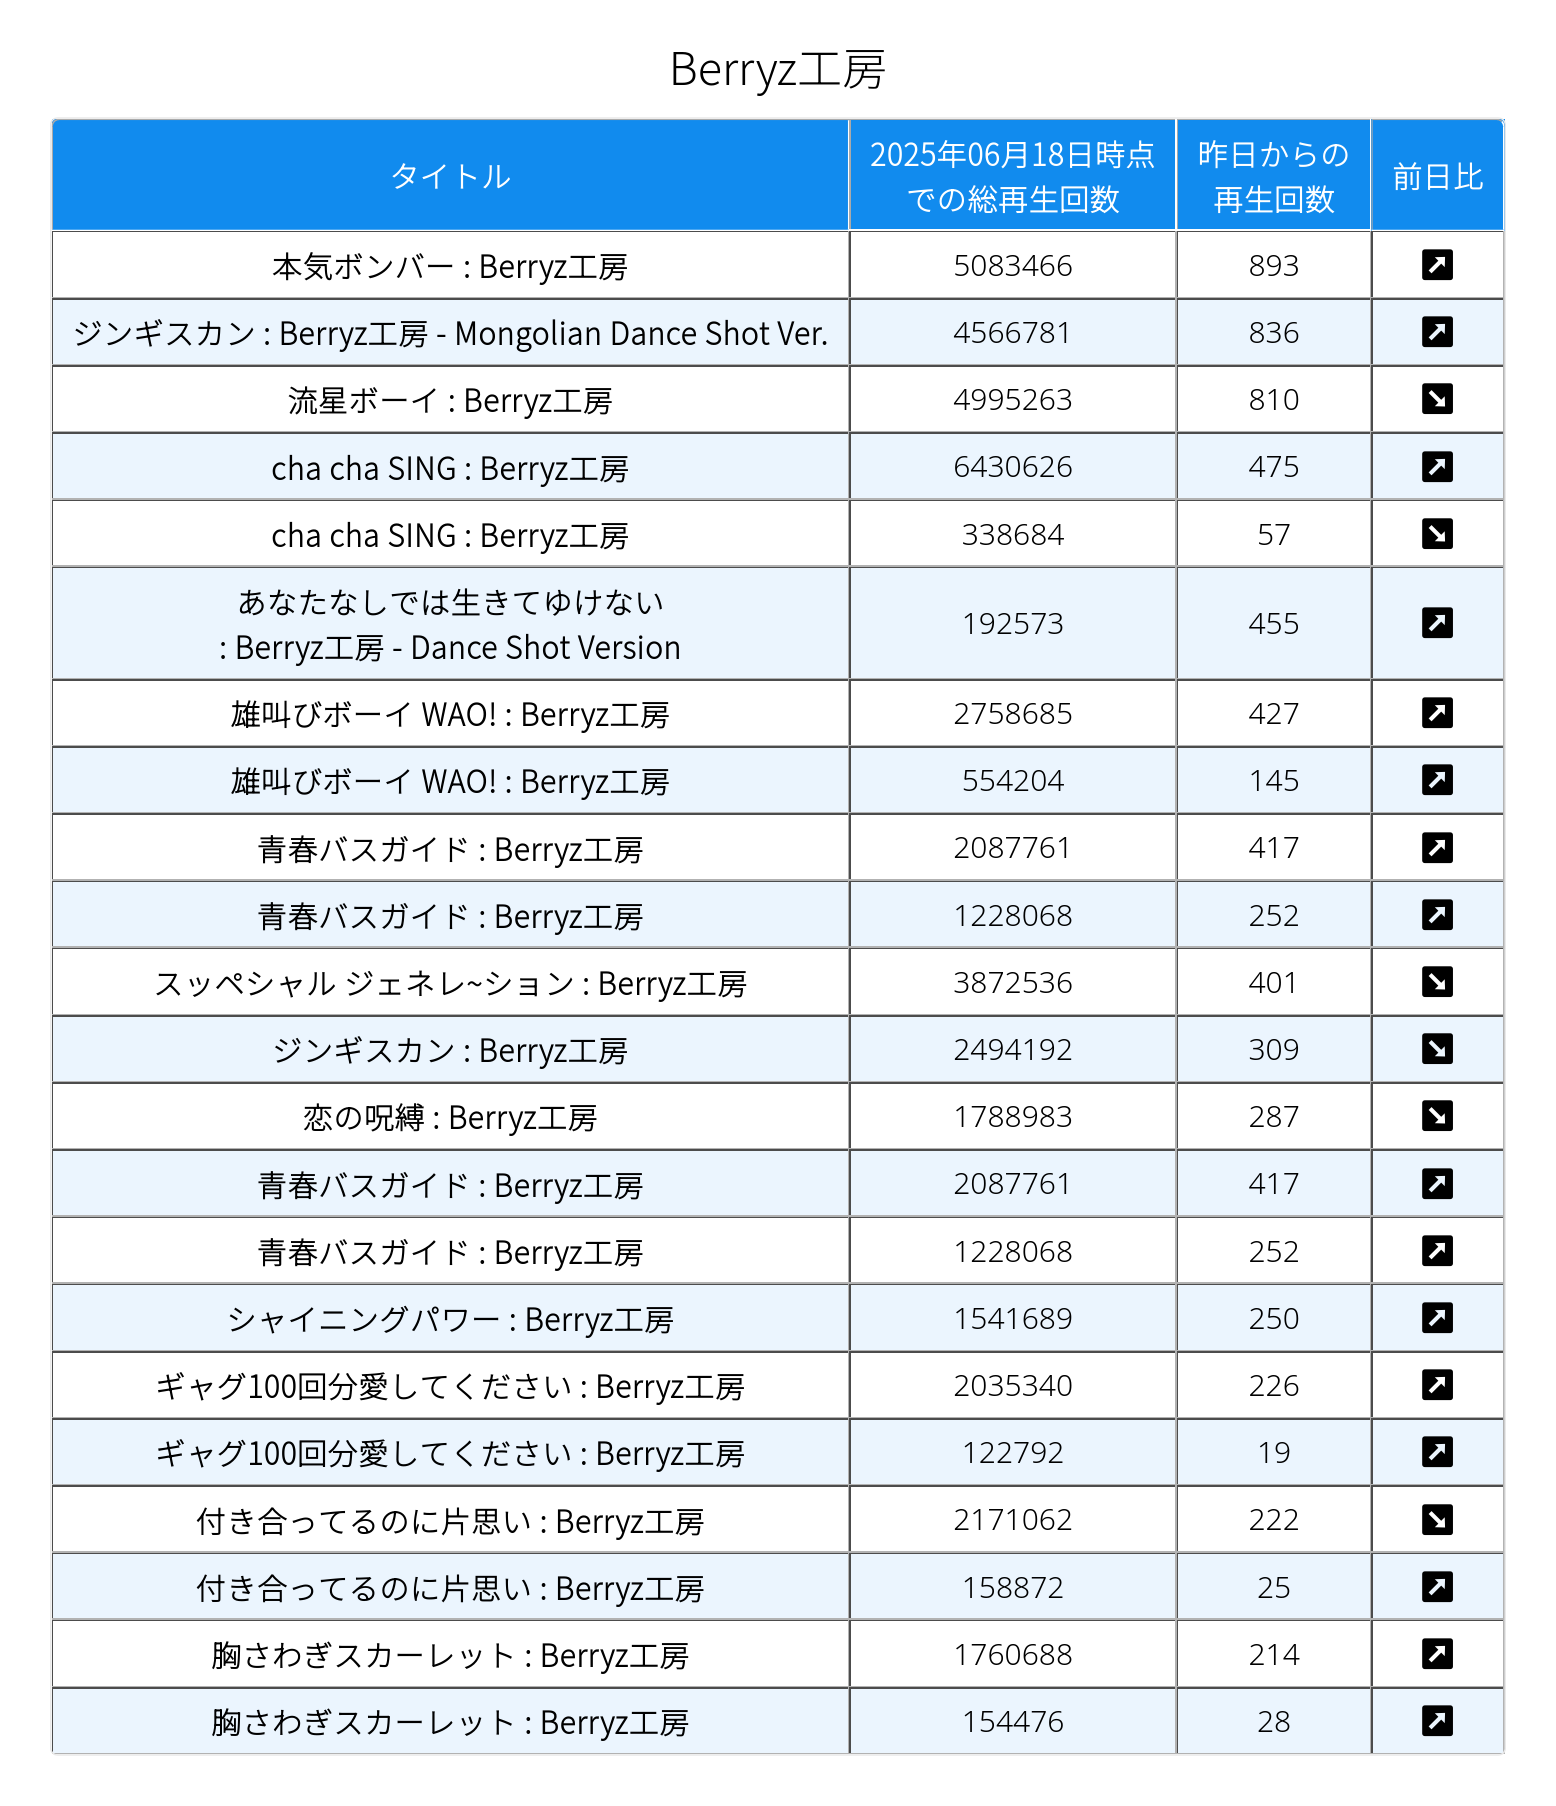 Berryz工房
タイトル
2025年06月18日時点
での総再生回数
昨日からの
再生回数
前日比
本気ボンバー : Berryz工房 5083466 893
ジンギスカン : Berryz工房 - Mongolian Dance Shot Ver. 4566781 836
流星ボーイ : Berryz工房 4995263 810
cha cha SING : Berryz工房 6430626 475
cha cha SING : Berryz工房 338684 57
あなたなしでは生きてゆけない
: Berryz工房 - Dance Shot Version 192573 455
雄叫びボーイ WAO! : Berryz工房 2758685 427
雄叫びボーイ WAO! : Berryz工房 554204 145
青春バスガイド : Berryz工房 2087761 417
青春バスガイド : Berryz工房 1228068 252
スッペシャル ジェネレ~ション : Berryz工房 3872536 401
ジンギスカン : Berryz工房 2494192 309
恋の呪縛 : Berryz工房 1788983 287
青春バスガイド : Berryz工房 2087761 417
青春バスガイド : Berryz工房 1228068 252
シャイニングパワー : Berryz工房 1541689 250
ギャグ100回分愛してください : Berryz工房 2035340 226
ギャグ100回分愛してください : Berryz工房 122792 19
付き合ってるのに片思い : Berryz工房 2171062 222
付き合ってるのに片思い : Berryz工房 158872 25
胸さわぎスカーレット : Berryz工房 1760688 214
胸さわぎスカーレット : Berryz工房 154476 28